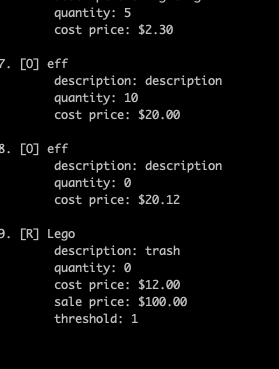 quantity: 5
cost price: $2.30
7. [O] eff
description: description
quantity: 10
cost price: $20.00
8. [O] eff
description: description
quantity: 0
cost price: $20.12
9. [R] Lego
description: trash
quantity: 0
cost price: $12.00
sale price: $100.00
threshold: 1